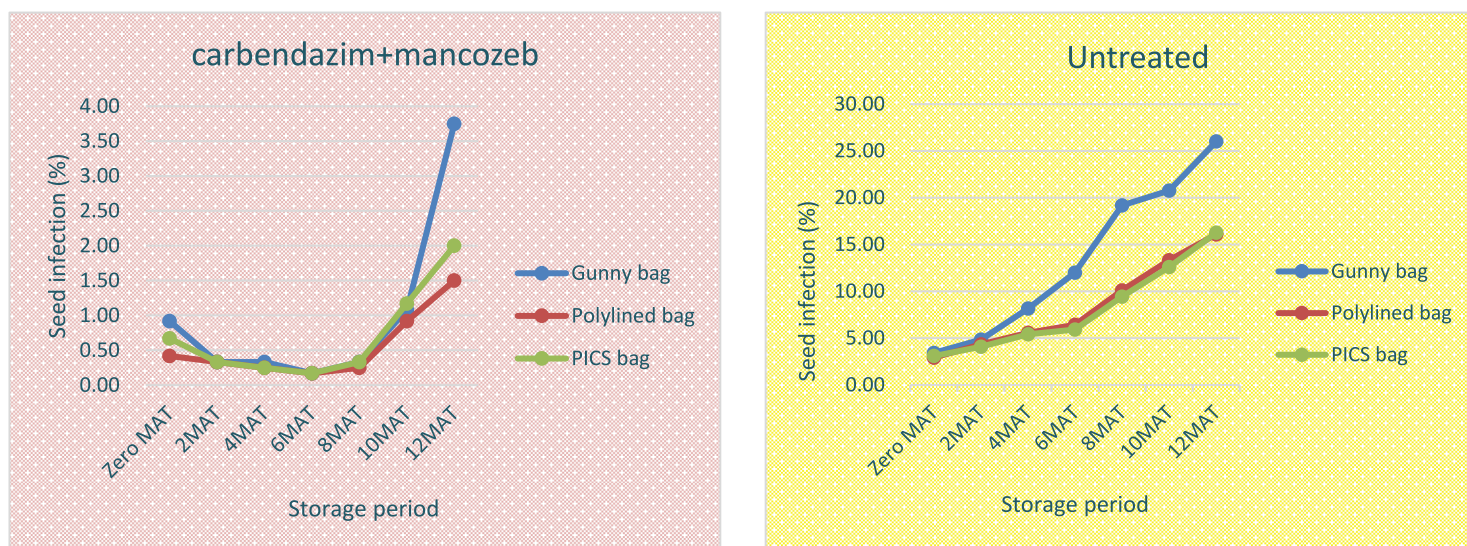 carbendazim+mancozeb
Seed infection (%)
4.00
3.50
3.00
2.50
2.00
1.50
1.00
0.50
0.00
Zero MAT
2MAT
4MAT
6MAT
8MAT
10MAT
12MAT
Storage period
Gunny bag
Polylined bag
PICS bag
Untreated
Seed infection (%)
30.00
25.00
20.00
15.00
10.00
5.00
0.00
Zero MAT
2MAT
4MAT
6MAT
8MAT
10MAT
12MAT
Storage period
Gunny bag
Polylined bag
PICS bag